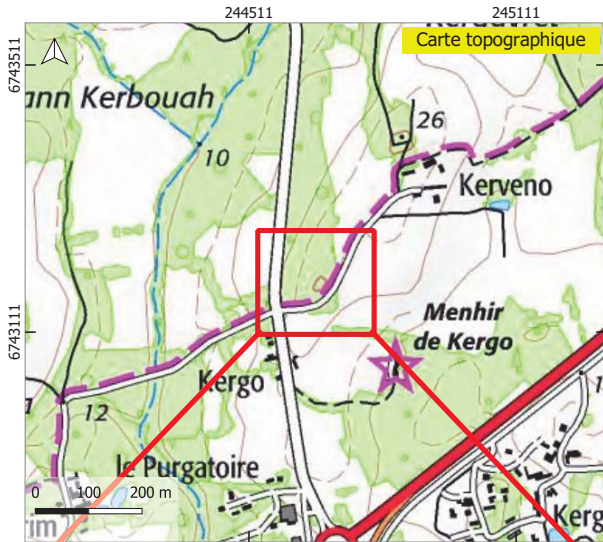 244511
245111
6743511
Carte topographique
ann Kerbouah
26
10
Kerveno
6743111
Menhir
de Kergo
Kergo
12
le Purgatoire
0 100 200 m
Kerg